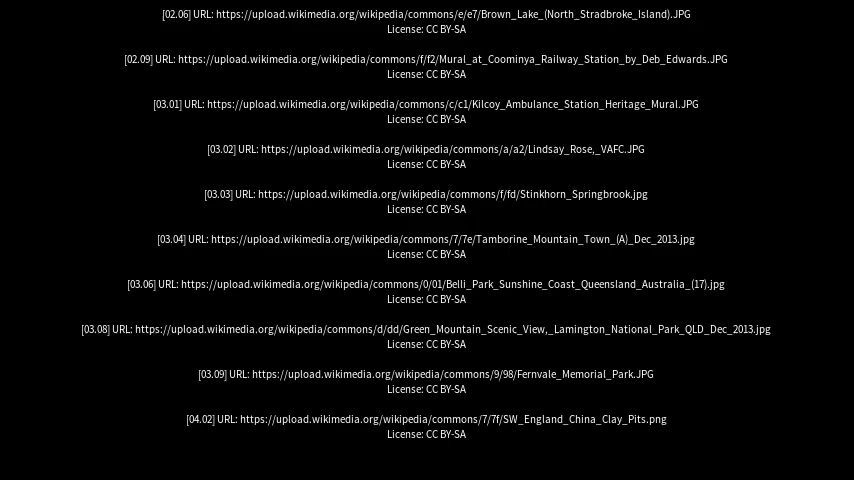 [02.06] URL: https://upload.wikimedia.org/wikipedia/commons/e/e7/Brown_Lake_(North_Stradbroke_Island).JPG
License: CC BY-SA
[02.09] URL: https://upload.wikimedia.org/wikipedia/commons/f/f2/Mural_at_Coominya_Railway_Station_by_Deb_Edwards.JPG
License: CC BY-SA
[03.01] URL: https://upload.wikimedia.org/wikipedia/commons/c/c1/Kilcoy_Ambulance_Station_Heritage_Mural.JPG
License: CC BY-SA
[03.02] URL: https://upload.wikimedia.org/wikipedia/commons/a/a2/Lindsay_Rose,_VAFC.JPG
License: CC BY-SA
[03.03] URL: https://upload.wikimedia.org/wikipedia/commons/f/fd/Stinkhorn_Springbrook.jpg
License: CC BY-SA
[03.04] URL: https://upload.wikimedia.org/wikipedia/commons/7/7e/Tamborine_Mountain_Town_(A)_Dec_2013.jpg
License: CC BY-SA
[03.06] URL: https://upload.wikimedia.org/wikipedia/commons/0/01/Belli_Park_Sunshine_Coast_Queensland_Australia_(17).jpg
License: CC BY-SA
[03.08] URL: https://upload.wikimedia.org/wikipedia/commons/d/dd/Green_Mountain_Scenic_View,_Lamington_National_Park_QLD_Dec_2013.jpg
License: CC BY-SA
[03.09] URL: https://upload.wikimedia.org/wikipedia/commons/9/98/Fernvale_Memorial_Park.JPG
License: CC BY-SA
[04.02] URL: https://upload.wikimedia.org/wikipedia/commons/7/7f/SW_England_China_Clay_Pits.png
License: CC BY-SA